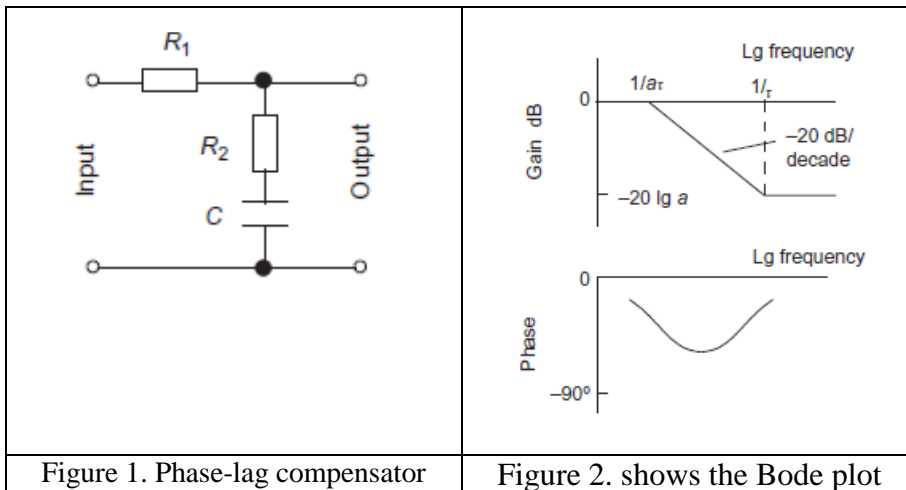 R1
Input
R2
C
Output
Figure 1. Phase-lag compensator
Lg frequency
1/aτ
1/τ
0
Gain dB
–20 dB/
decade
–20 lg a
Lg frequency
0
Phase
–90º
Figure 2. shows the Bode plot